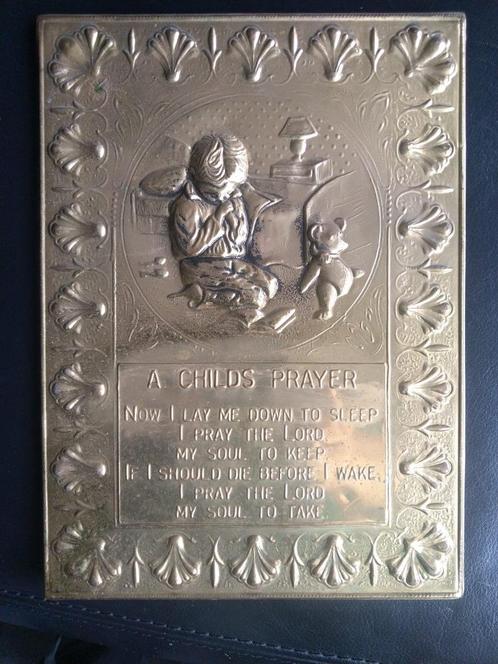 A CHILDS PRAYER
NOW I LAY ME DOWN TO SLEEP
I PRAY THE LORD
MY SOUL TO KEEP.
IF I SHOULD DIE BEFORE I WAKE,
I PRAY THE LORD
MY SOUL TO TAKE